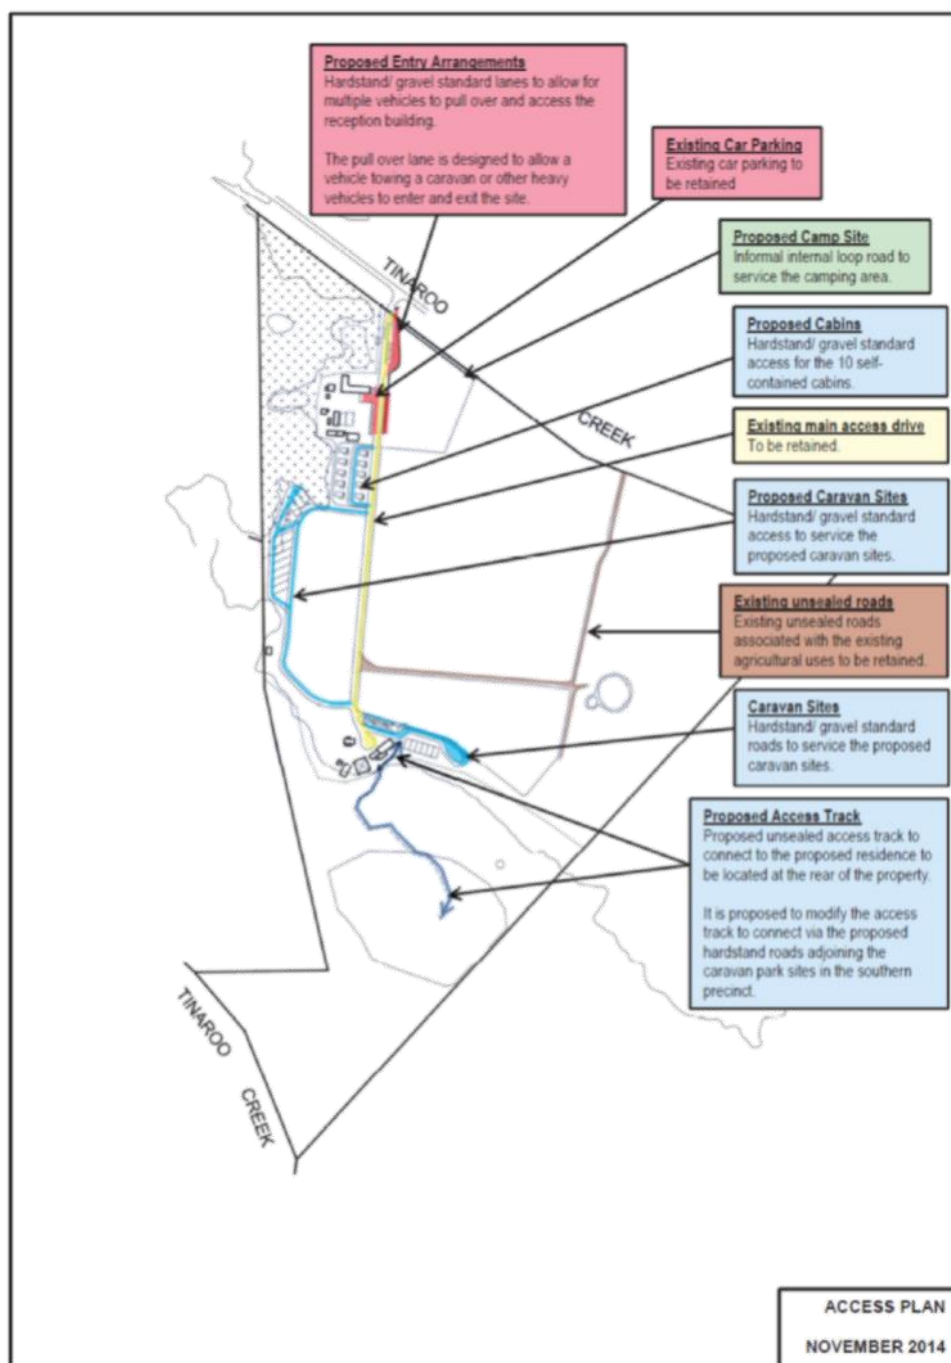 Proposed Entry Arrangements
Hardstand/ gravel standard lanes to allow for
multiple vehicles to pull over and access the
reception building.
The pull over lane is designed to allow a
vehicle towing a caravan or other heavy
vehicles to enter and exit the site.
Existing Car Parking
Existing car parking to
be retained
Proposed Camp Site
Informal internal loop road to
service the camping area.
TINAROO
Proposed Cabins
Hardstand/ gravel standard
access for the 10 self-
contained cabins.
CREEK
Existing main access drive
To be retained.
Proposed Caravan Sites
Hardstand/ gravel standard
access to service the
proposed caravan sites.
Existing unsealed roads
Existing unsealed roads
associated with the existing
agricultural uses to be retained.
Caravan Sites
Hardstand/ gravel standard
roads to service the proposed
caravan sites.
Proposed Access Track
Proposed unsealed access track to
connect to the proposed residence to
be located at the rear of the property.
It is proposed to modify the access
track to connect via the proposed
hardstand roads adjoining the
caravan park sites in the southern
precinct.
TINAROO
CREEK
ACCESS PLAN
NOVEMBER 2014